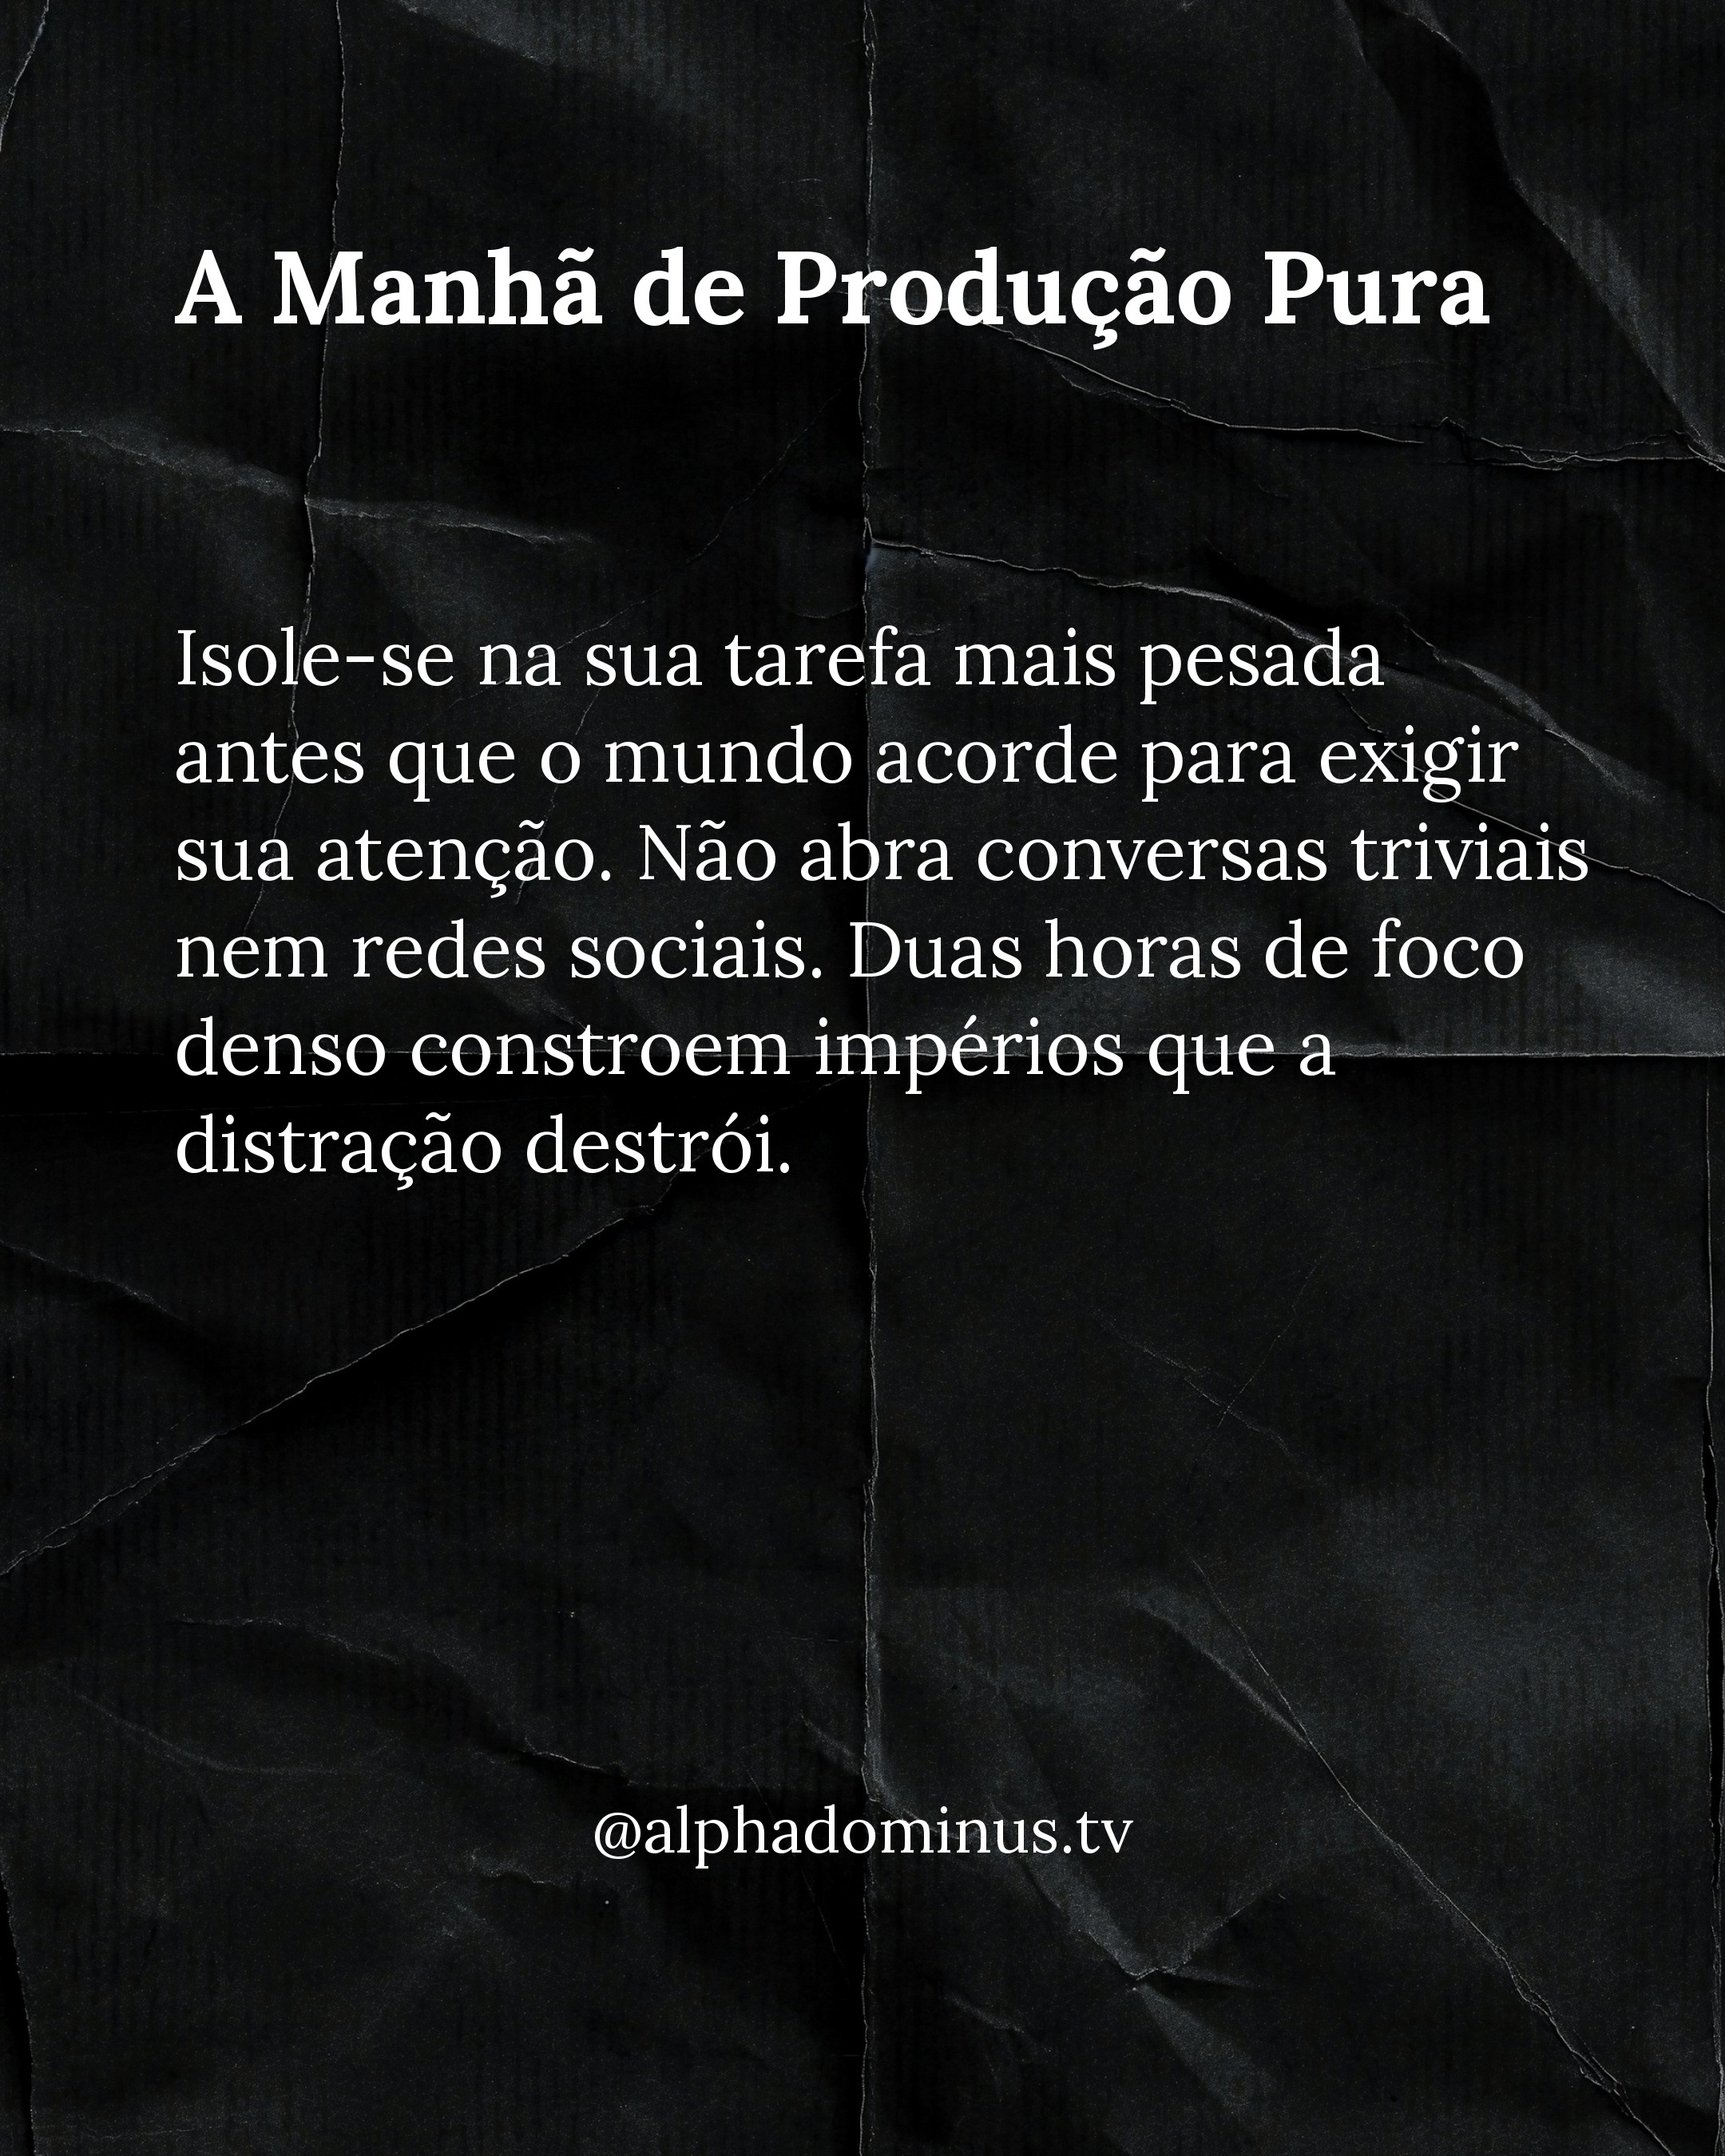 A Manhã de Produção Pura
Isole-se na sua tarefa mais pesada
antes que o mundo acorde para exigir
sua atenção. Não abra conversas triviais
nem redes sociais. Duas horas de foco
denso constroem impérios que a
distração destrói.
@alphadominus.tv